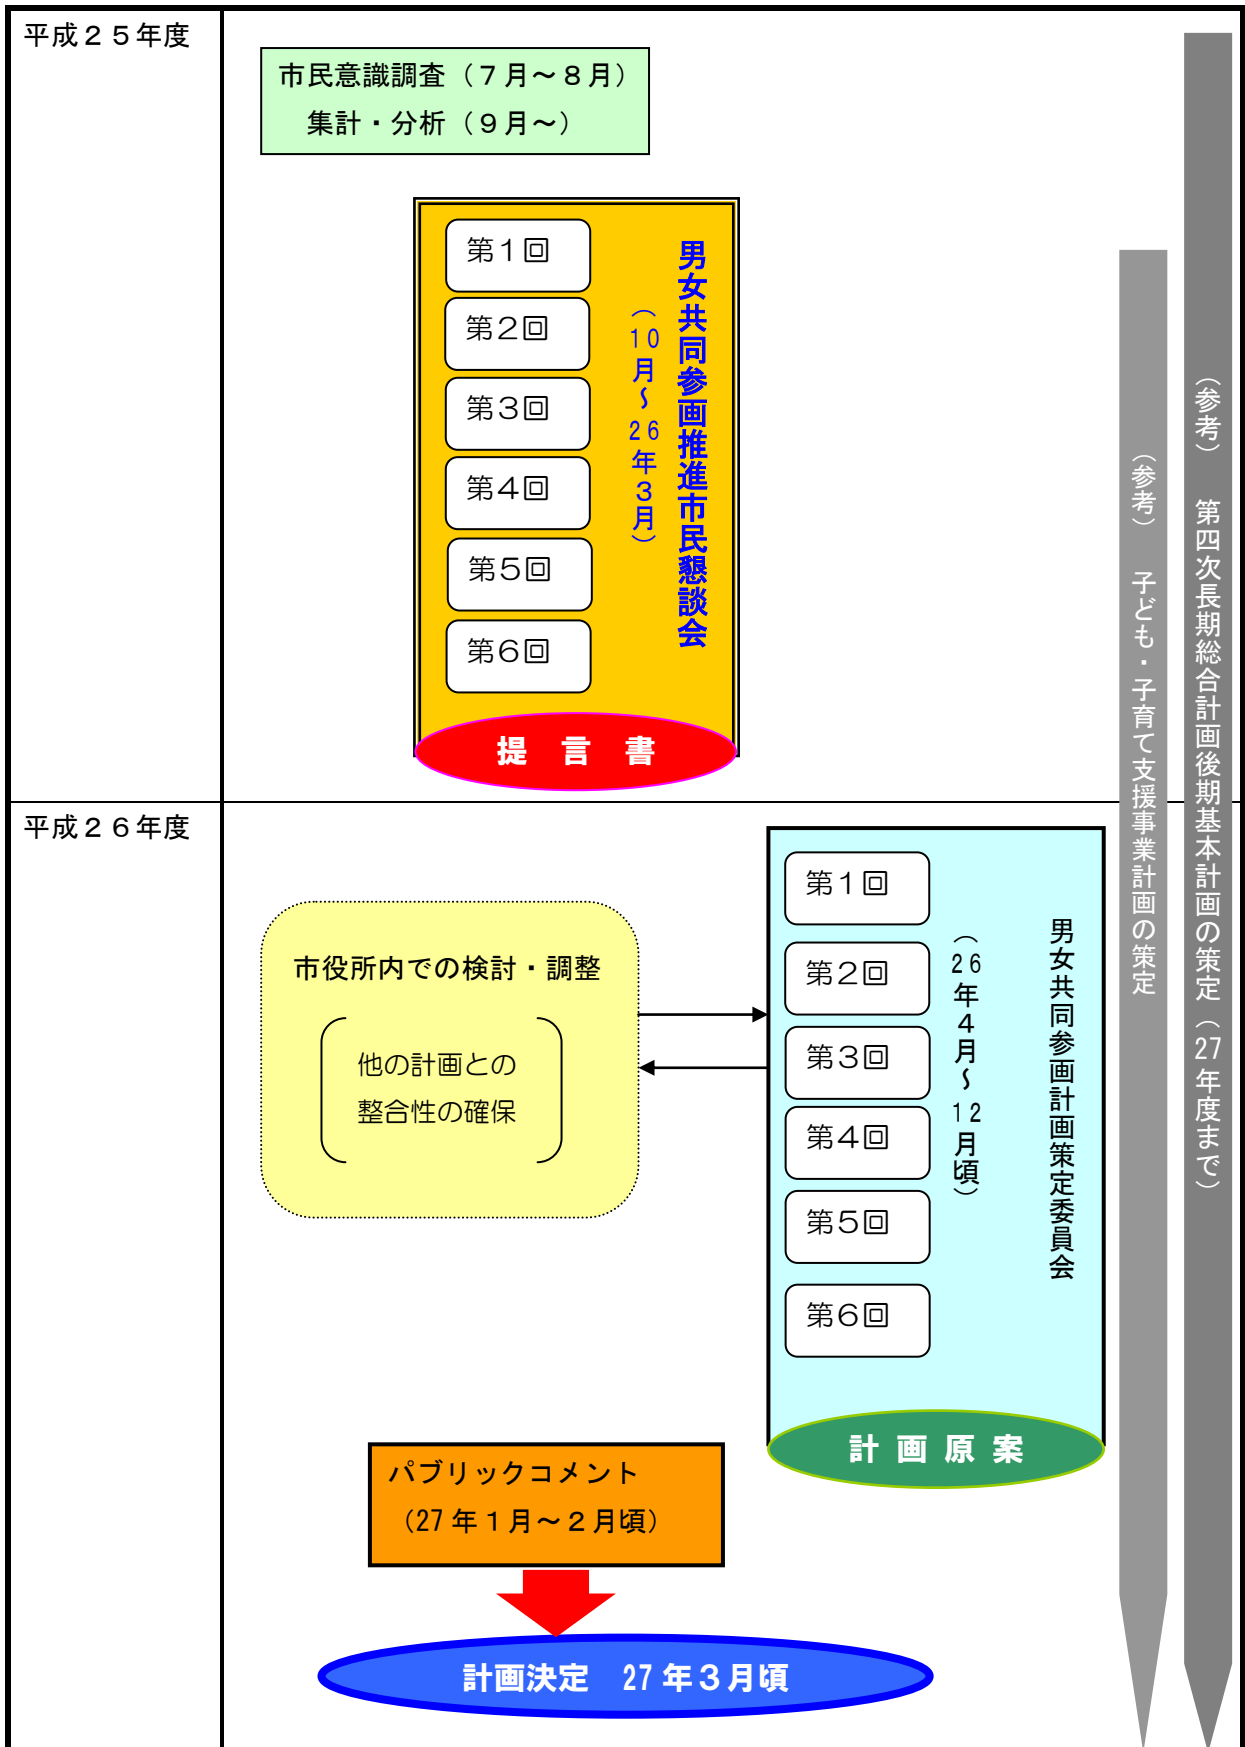 平成２５年度
市民意識調査（７月～８月）
集計・分析（９月～）
男女共同参画推進市民懇談会
（10月～26年３月）
第１回
第２回
第３回
第４回
第５回
第６回
提　言　書
平成２６年度
市役所内での検討・調整
他の計画との
整合性の確保
男女共同参画計画策定委員会
（26年４月～12月頃）
第１回
第２回
第３回
第４回
第５回
第６回
計 画 原 案
パブリックコメント
（27年１月～２月頃）
計画決定　27年３月頃
（参考）　子ども・子育て支援事業計画の策定
（参考）　第四次長期総合計画後期基本計画の策定（27年度まで）